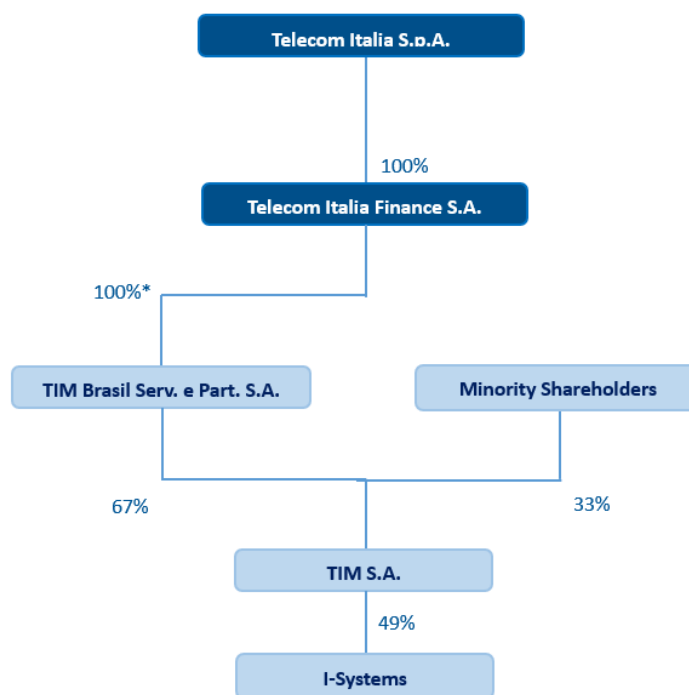 Telecom Italia S.p.A.
100%
Telecom Italia Finance S.A.
100%*
TIM Brasil Serv. e Part. S.A.
Minority Shareholders
67%
33%
TIM S.A.
49%
I-Systems